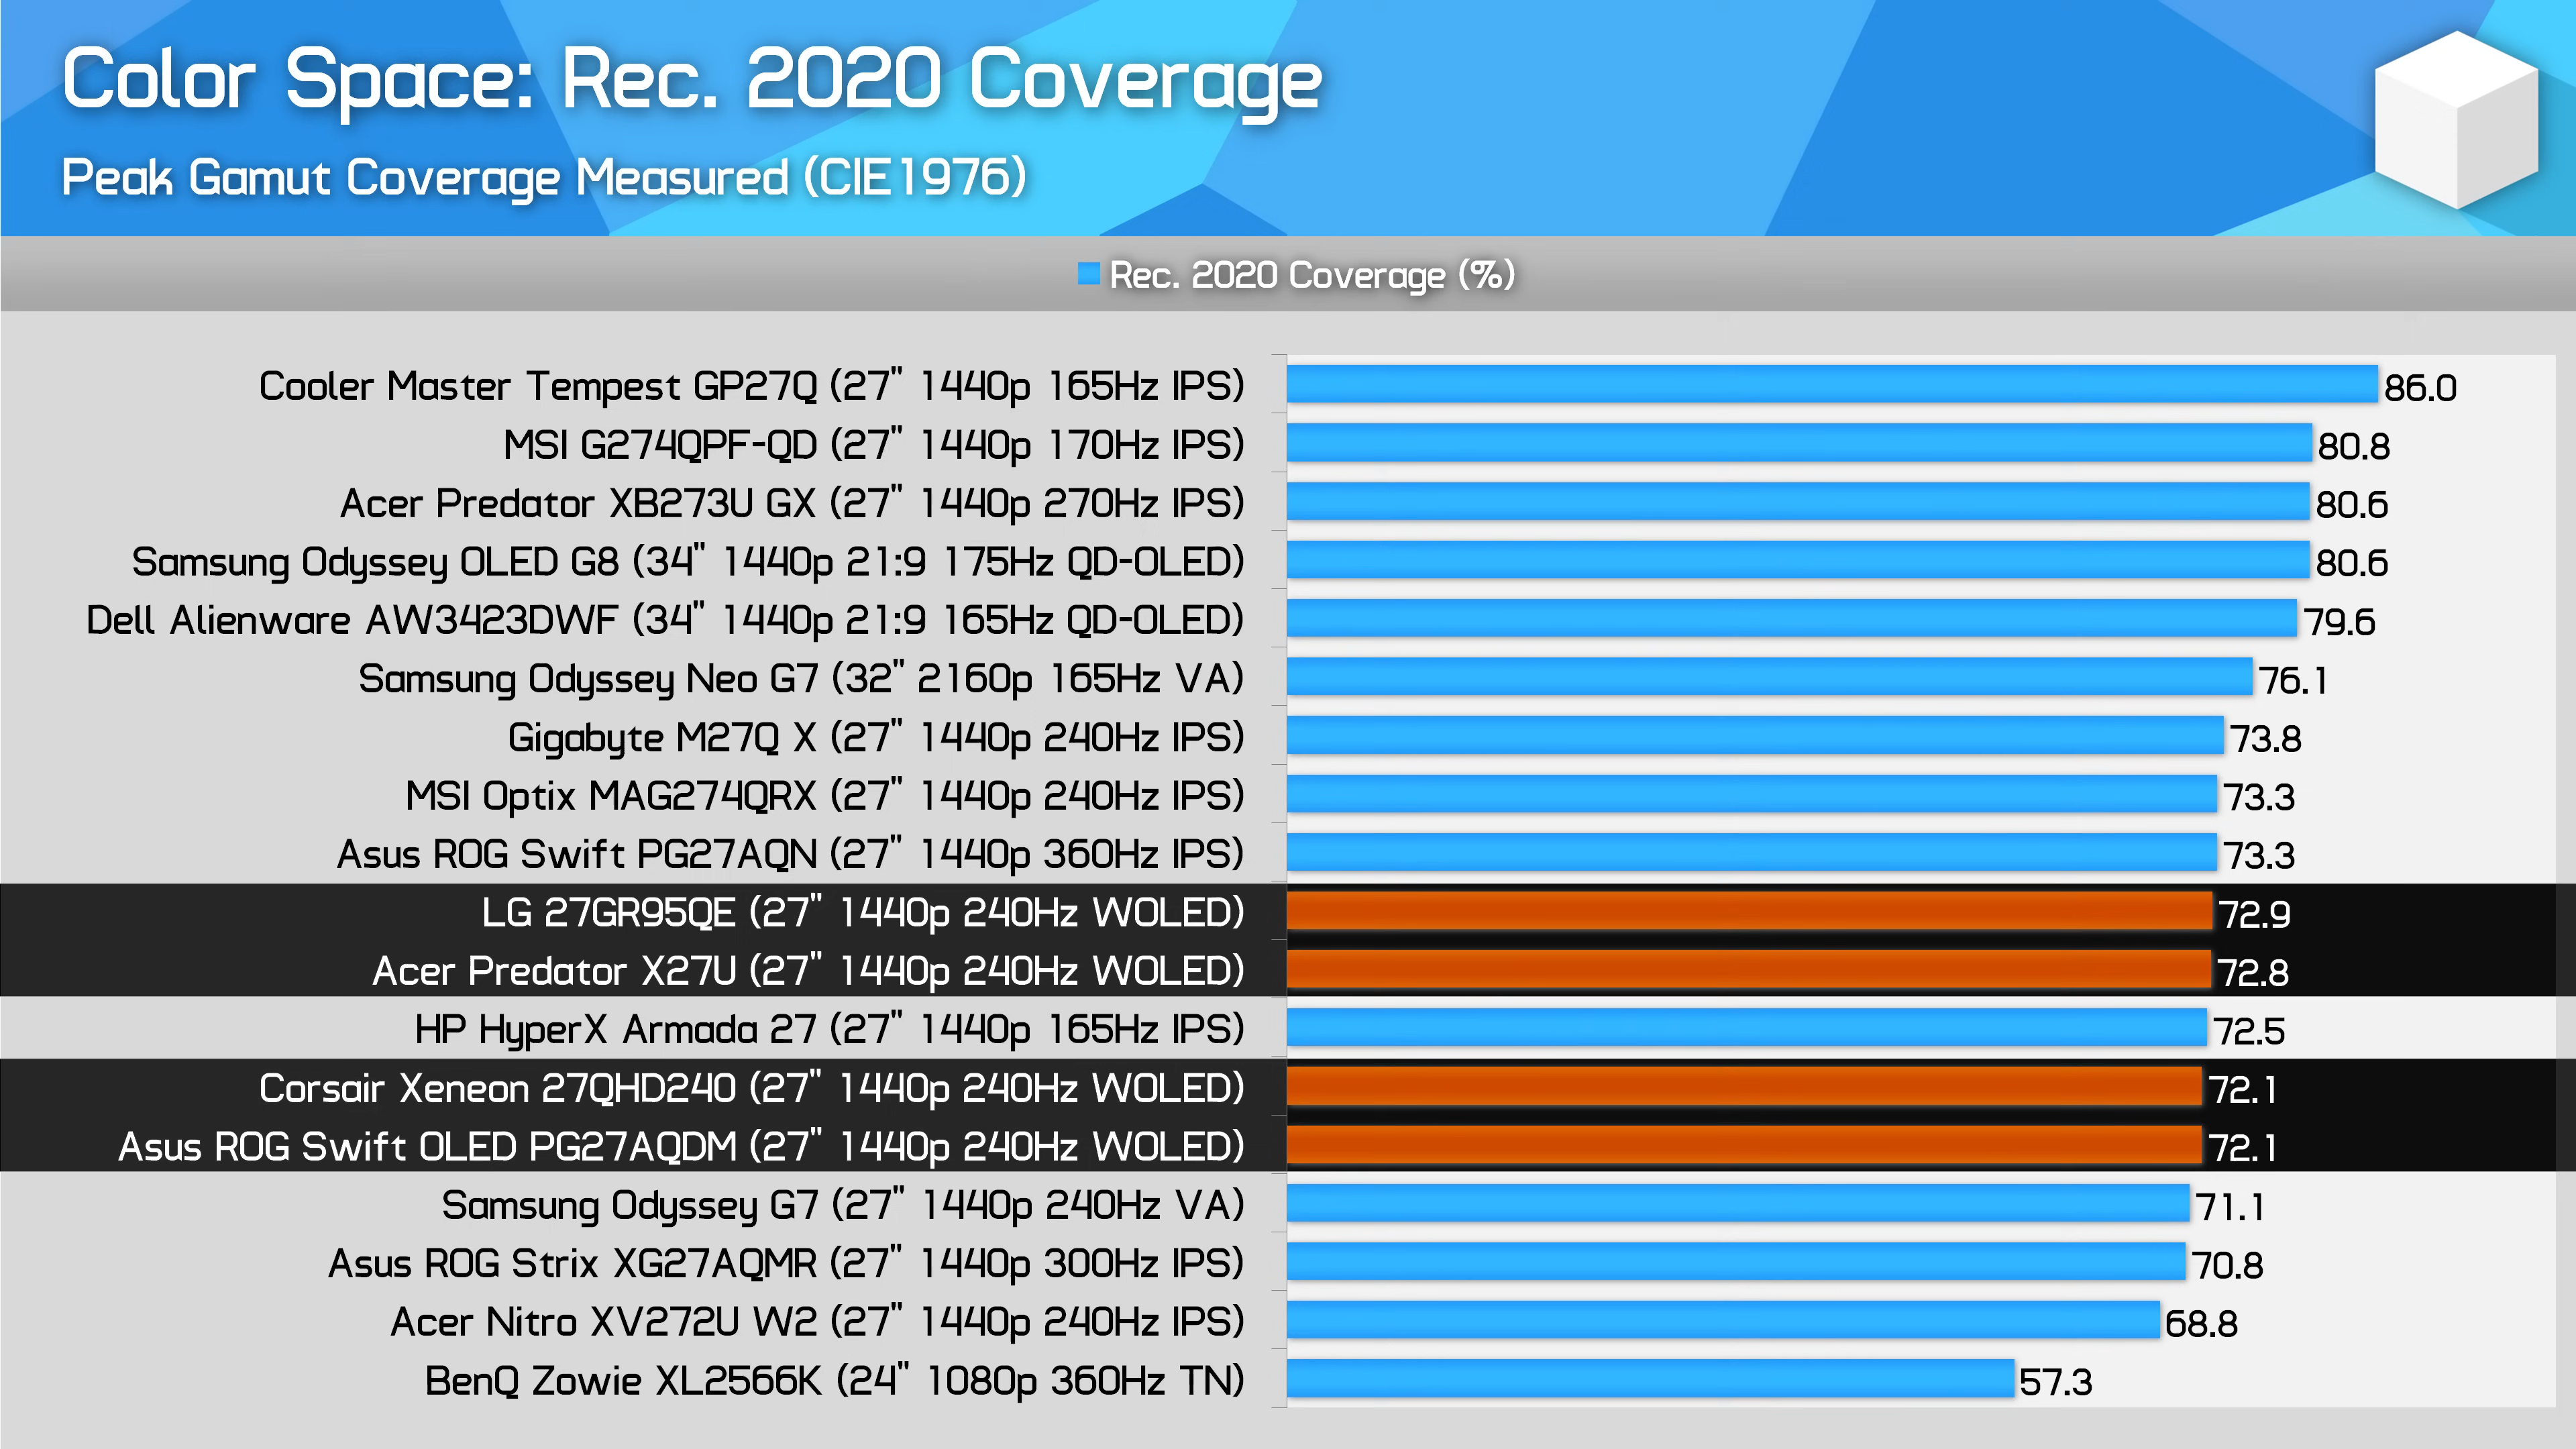 Color Space: Rec. 2020 Coverage
Peak Gamut Coverage Measured (CIE1976)
Rec. 2020 Coverage (%)
Cooler Master Tempest GP27Q (27" 1440p 165Hz IPS) 86.0
MSI G274QPF-QD (27" 1440p 170Hz IPS) 80.8
Acer Predator XB273U GX (27" 1440p 270Hz IPS) 80.6
Samsung Odyssey OLED G8 (34" 1440p 21:9 175Hz QD-OLED) 80.6
Dell Alienware AW3423DWF (34" 1440p 21:9 165Hz QD-OLED) 79.6
Samsung Odyssey Neo G7 (32" 2160p 165Hz VA) 76.1
Gigabyte M27Q X (27" 1440p 240Hz IPS) 73.8
MSI Optix MAG274QRX (27" 1440p 240Hz IPS) 73.3
Asus ROG Swift PG27AQN (27" 1440p 360Hz IPS) 73.3
LG 27GR95QE (27" 1440p 240Hz WOLED) 72.9
Acer Predator X27U (27" 1440p 240Hz WOLED) 72.8
HP HyperX Armada 27 (27" 1440p 165Hz IPS) 72.5
Corsair Xeneon 27QHD240 (27" 1440p 240Hz WOLED) 72.1
Asus ROG Swift OLED PG27AQDM (27" 1440p 240Hz WOLED) 72.1
Samsung Odyssey G7 (27" 1440p 240Hz VA) 71.1
Asus ROG Strix XG27AQMR (27" 1440p 300Hz IPS) 70.8
Acer Nitro XV272U W2 (27" 1440p 240Hz IPS) 68.8
BenQ Zowie XL2566K (24" 1080p 360Hz TN) 57.3